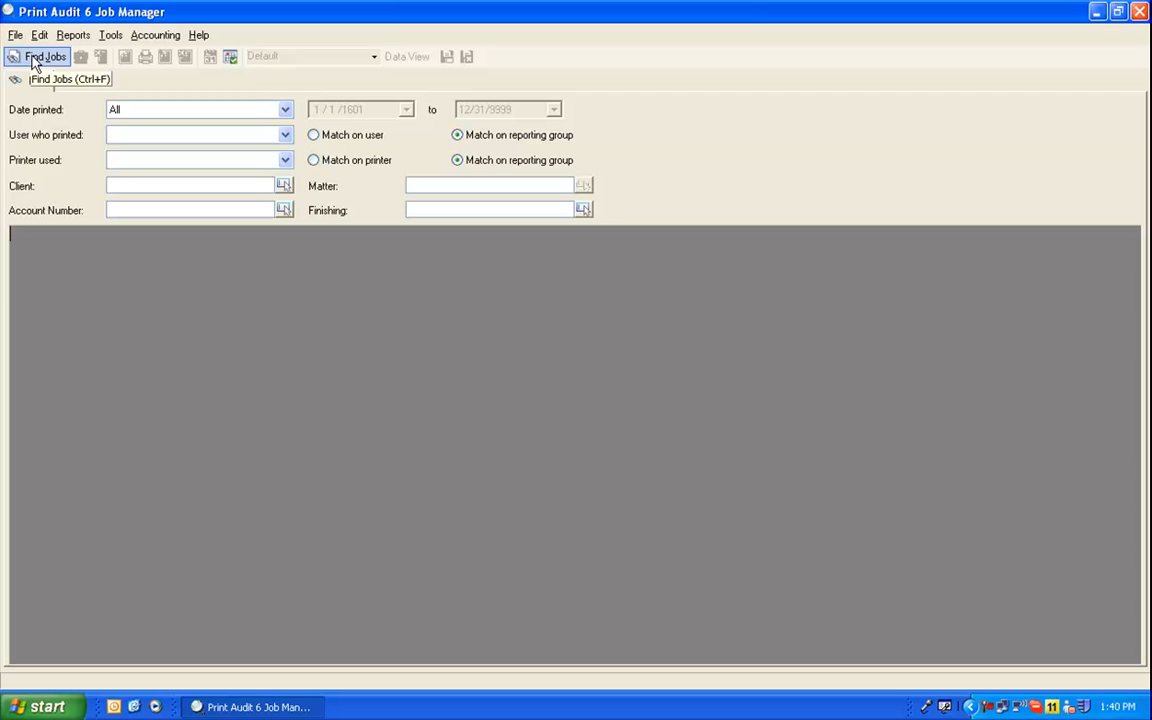 Print Audit 6 Job Manager
File Edit Reports Tools Accounting Help
Find Jobs Default Data View
Find Jobs (Ctrl+F)
Date printed: All 1 / 1 /1601 to 12/31/9999
User who printed: Match on user Match on reporting group
Printer used: Match on printer Match on reporting group
Client: Matter:
Account Number: Finishing:
start Print Audit 6 Job Man... 11 1:40 PM